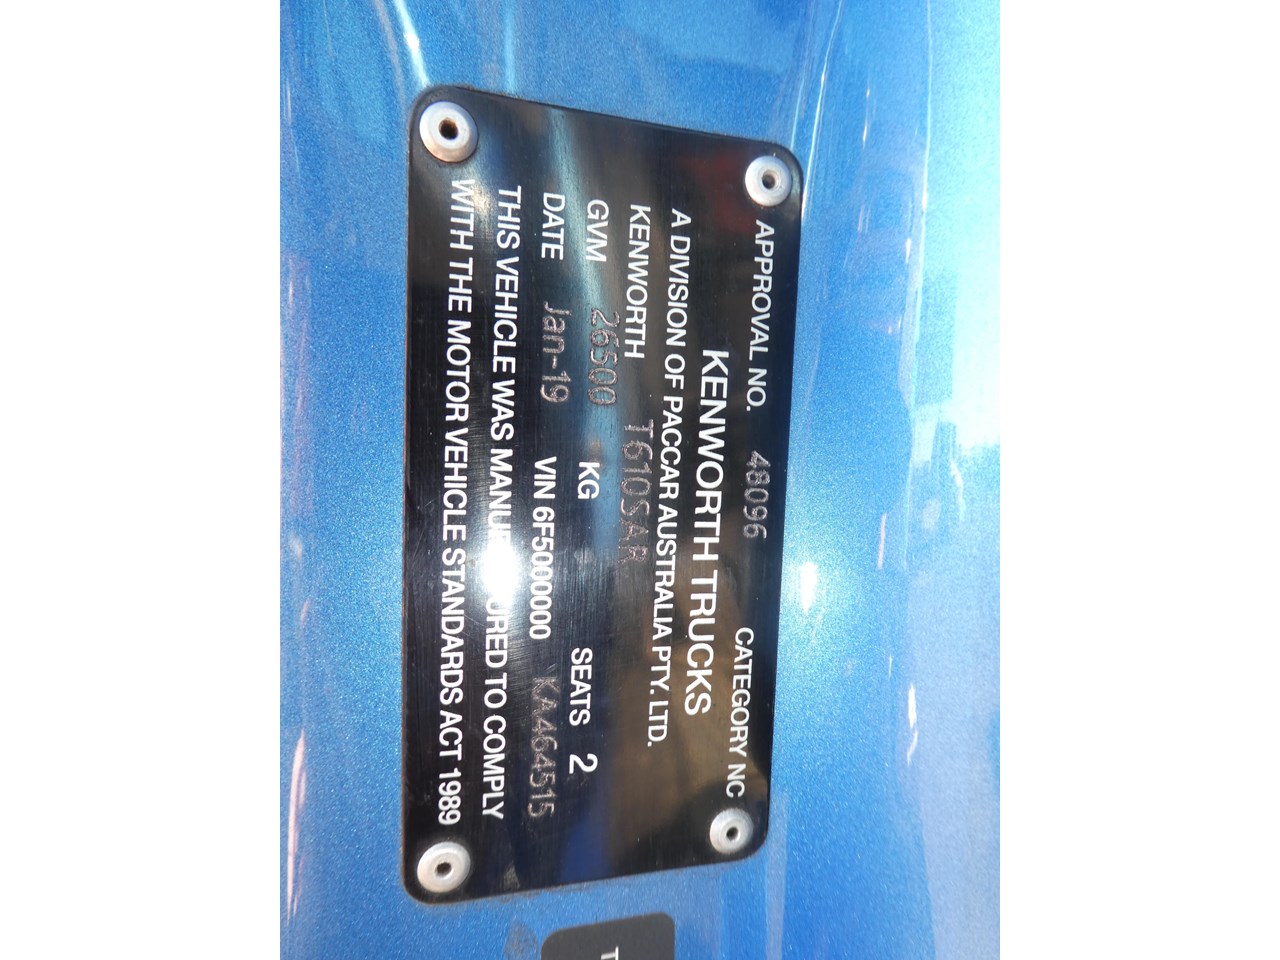 APPROVAL NO. 48096 CATEGORY NC
KENWORTH TRUCKS
A DIVISION OF PACCAR AUSTRALIA PTY. LTD.
KENWORTH T610SAR
GVM 26500 KG SEATS 2
DATE Jan-19 VIN 6F5000000 KA464515
THIS VEHICLE WAS MANUFACTURED TO COMPLY
WITH THE MOTOR VEHICLE STANDARDS ACT 1989
T